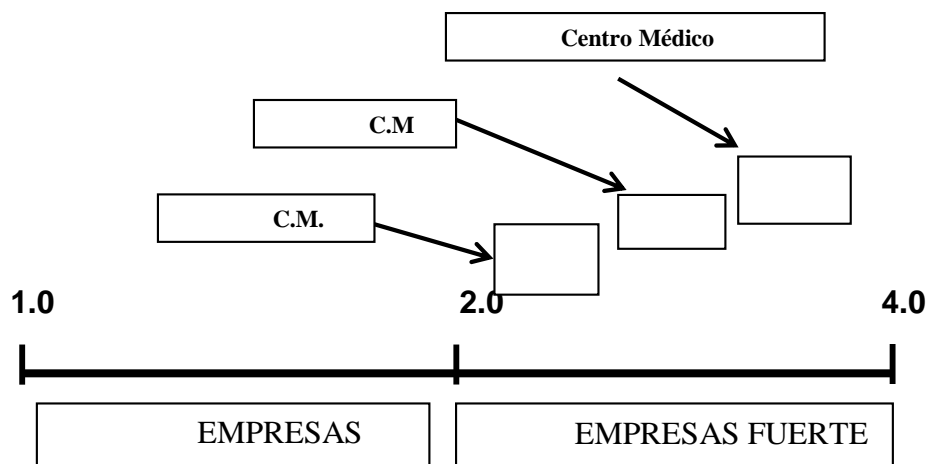 Centro Médico
C.M
C.M.
1.0
2.0
4.0
EMPRESAS
EMPRESAS FUERTE